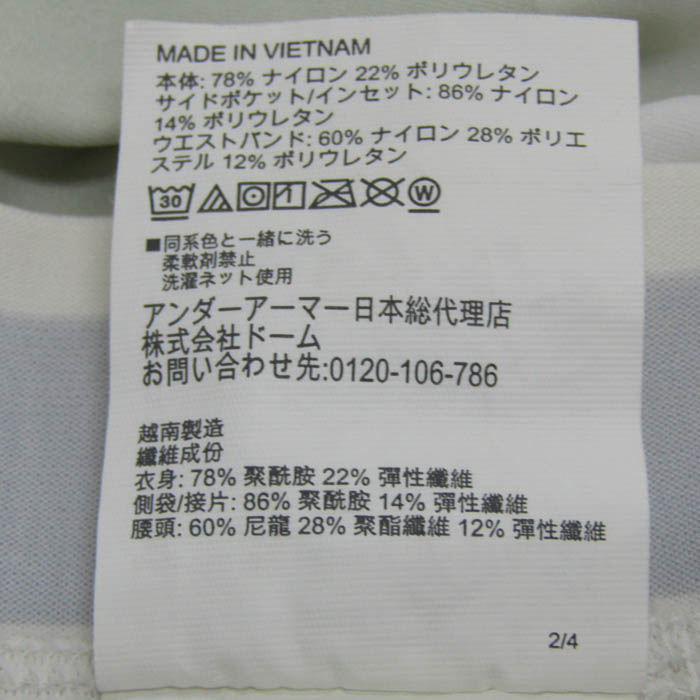 MADE IN VIETNAM
本体: 78% ナイロン 22% ポリウレタン
サイドポケット/インセット: 86% ナイロン
14% ポリウレタン
ウエストバンド: 60% ナイロン 28% ポリエ
ステル 12% ポリウレタン
30 1 W
■同系色と一緒に洗う
柔軟剤禁止
洗濯ネット使用
アンダーアーマー日本総代理店
株式会社ドーム
お問い合わせ先:0120-106-786
越南製造
纖維成份
衣身: 78% 聚酰胺 22% 彈性纖維
側袋/接片: 86% 聚酰胺 14% 彈性纖維
腰頭: 60% 尼龍 28% 聚酯纖維 12% 彈性纖維
2/4